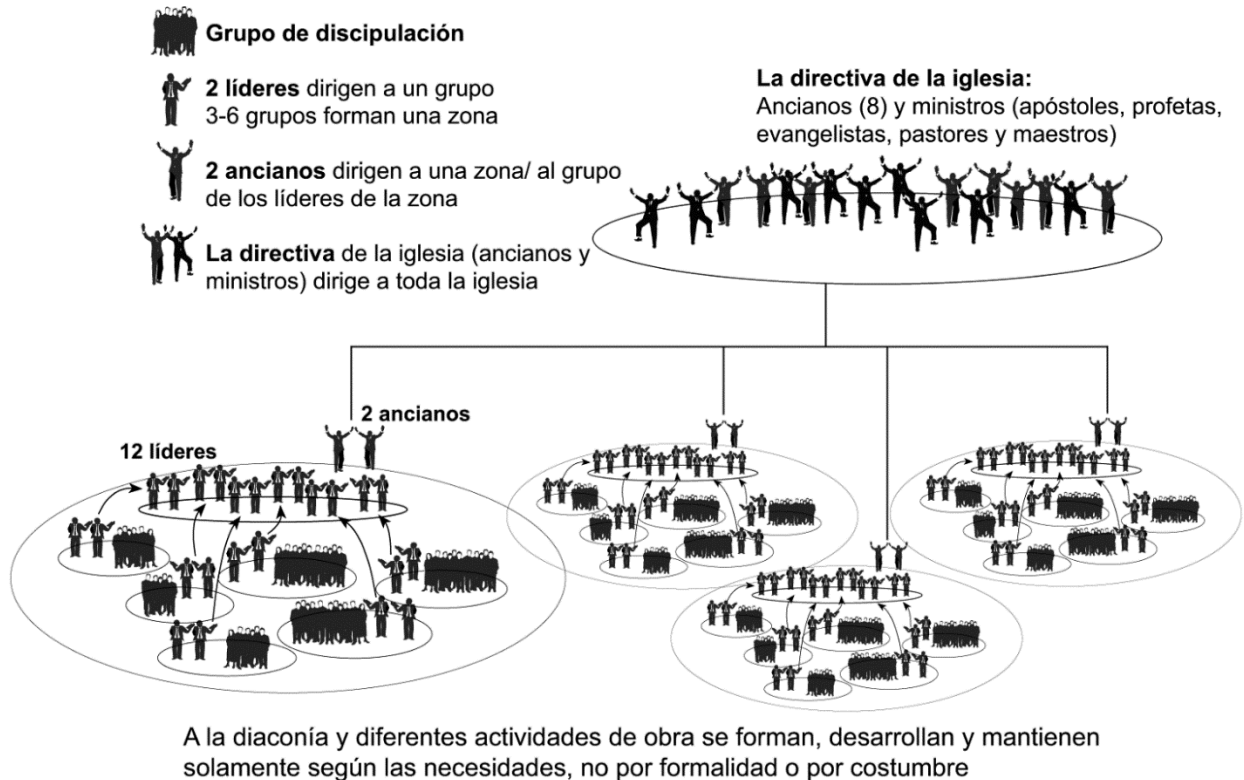 Grupo de discipulación
2 líderes dirigen a un grupo
3-6 grupos forman una zona
2 ancianos dirigen a una zona/ al grupo
de los líderes de la zona
La directiva de la iglesia (ancianos y
ministros) dirige a toda la iglesia
La directiva de la iglesia:
Ancianos (8) y ministros (apóstoles, profetas,
evangelistas, pastores y maestros)
2 ancianos
12 líderes
A la diaconía y diferentes actividades de obra se forman, desarrollan y mantienen
solamente según las necesidades, no por formalidad o por costumbre